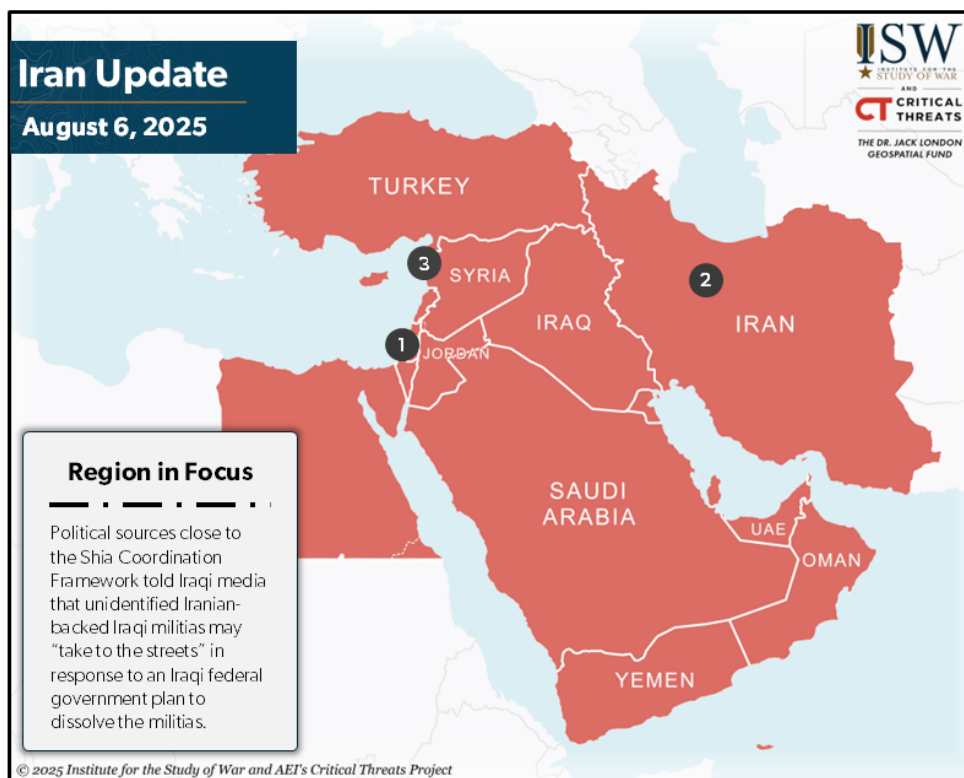 Iran Update
August 6, 2025
ISW
INSTITUTE FOR THE
STUDY OF WAR
AND
CT CRITICAL
THREATS
THE DR. JACK LONDON
GEOSPATIAL FUND
TURKEY
3
SYRIA
2
IRAQ
IRAN
1
JORDAN
SAUDI
ARABIA
UAE
OMAN
YEMEN
Region in Focus
Political sources close to
the Shia Coordination
Framework told Iraqi media
that unidentified Iranian-
backed Iraqi militias may
“take to the streets” in
response to an Iraqi federal
government plan to
dissolve the militias.
© 2025 Institute for the Study of War and AEI's Critical Threats Project